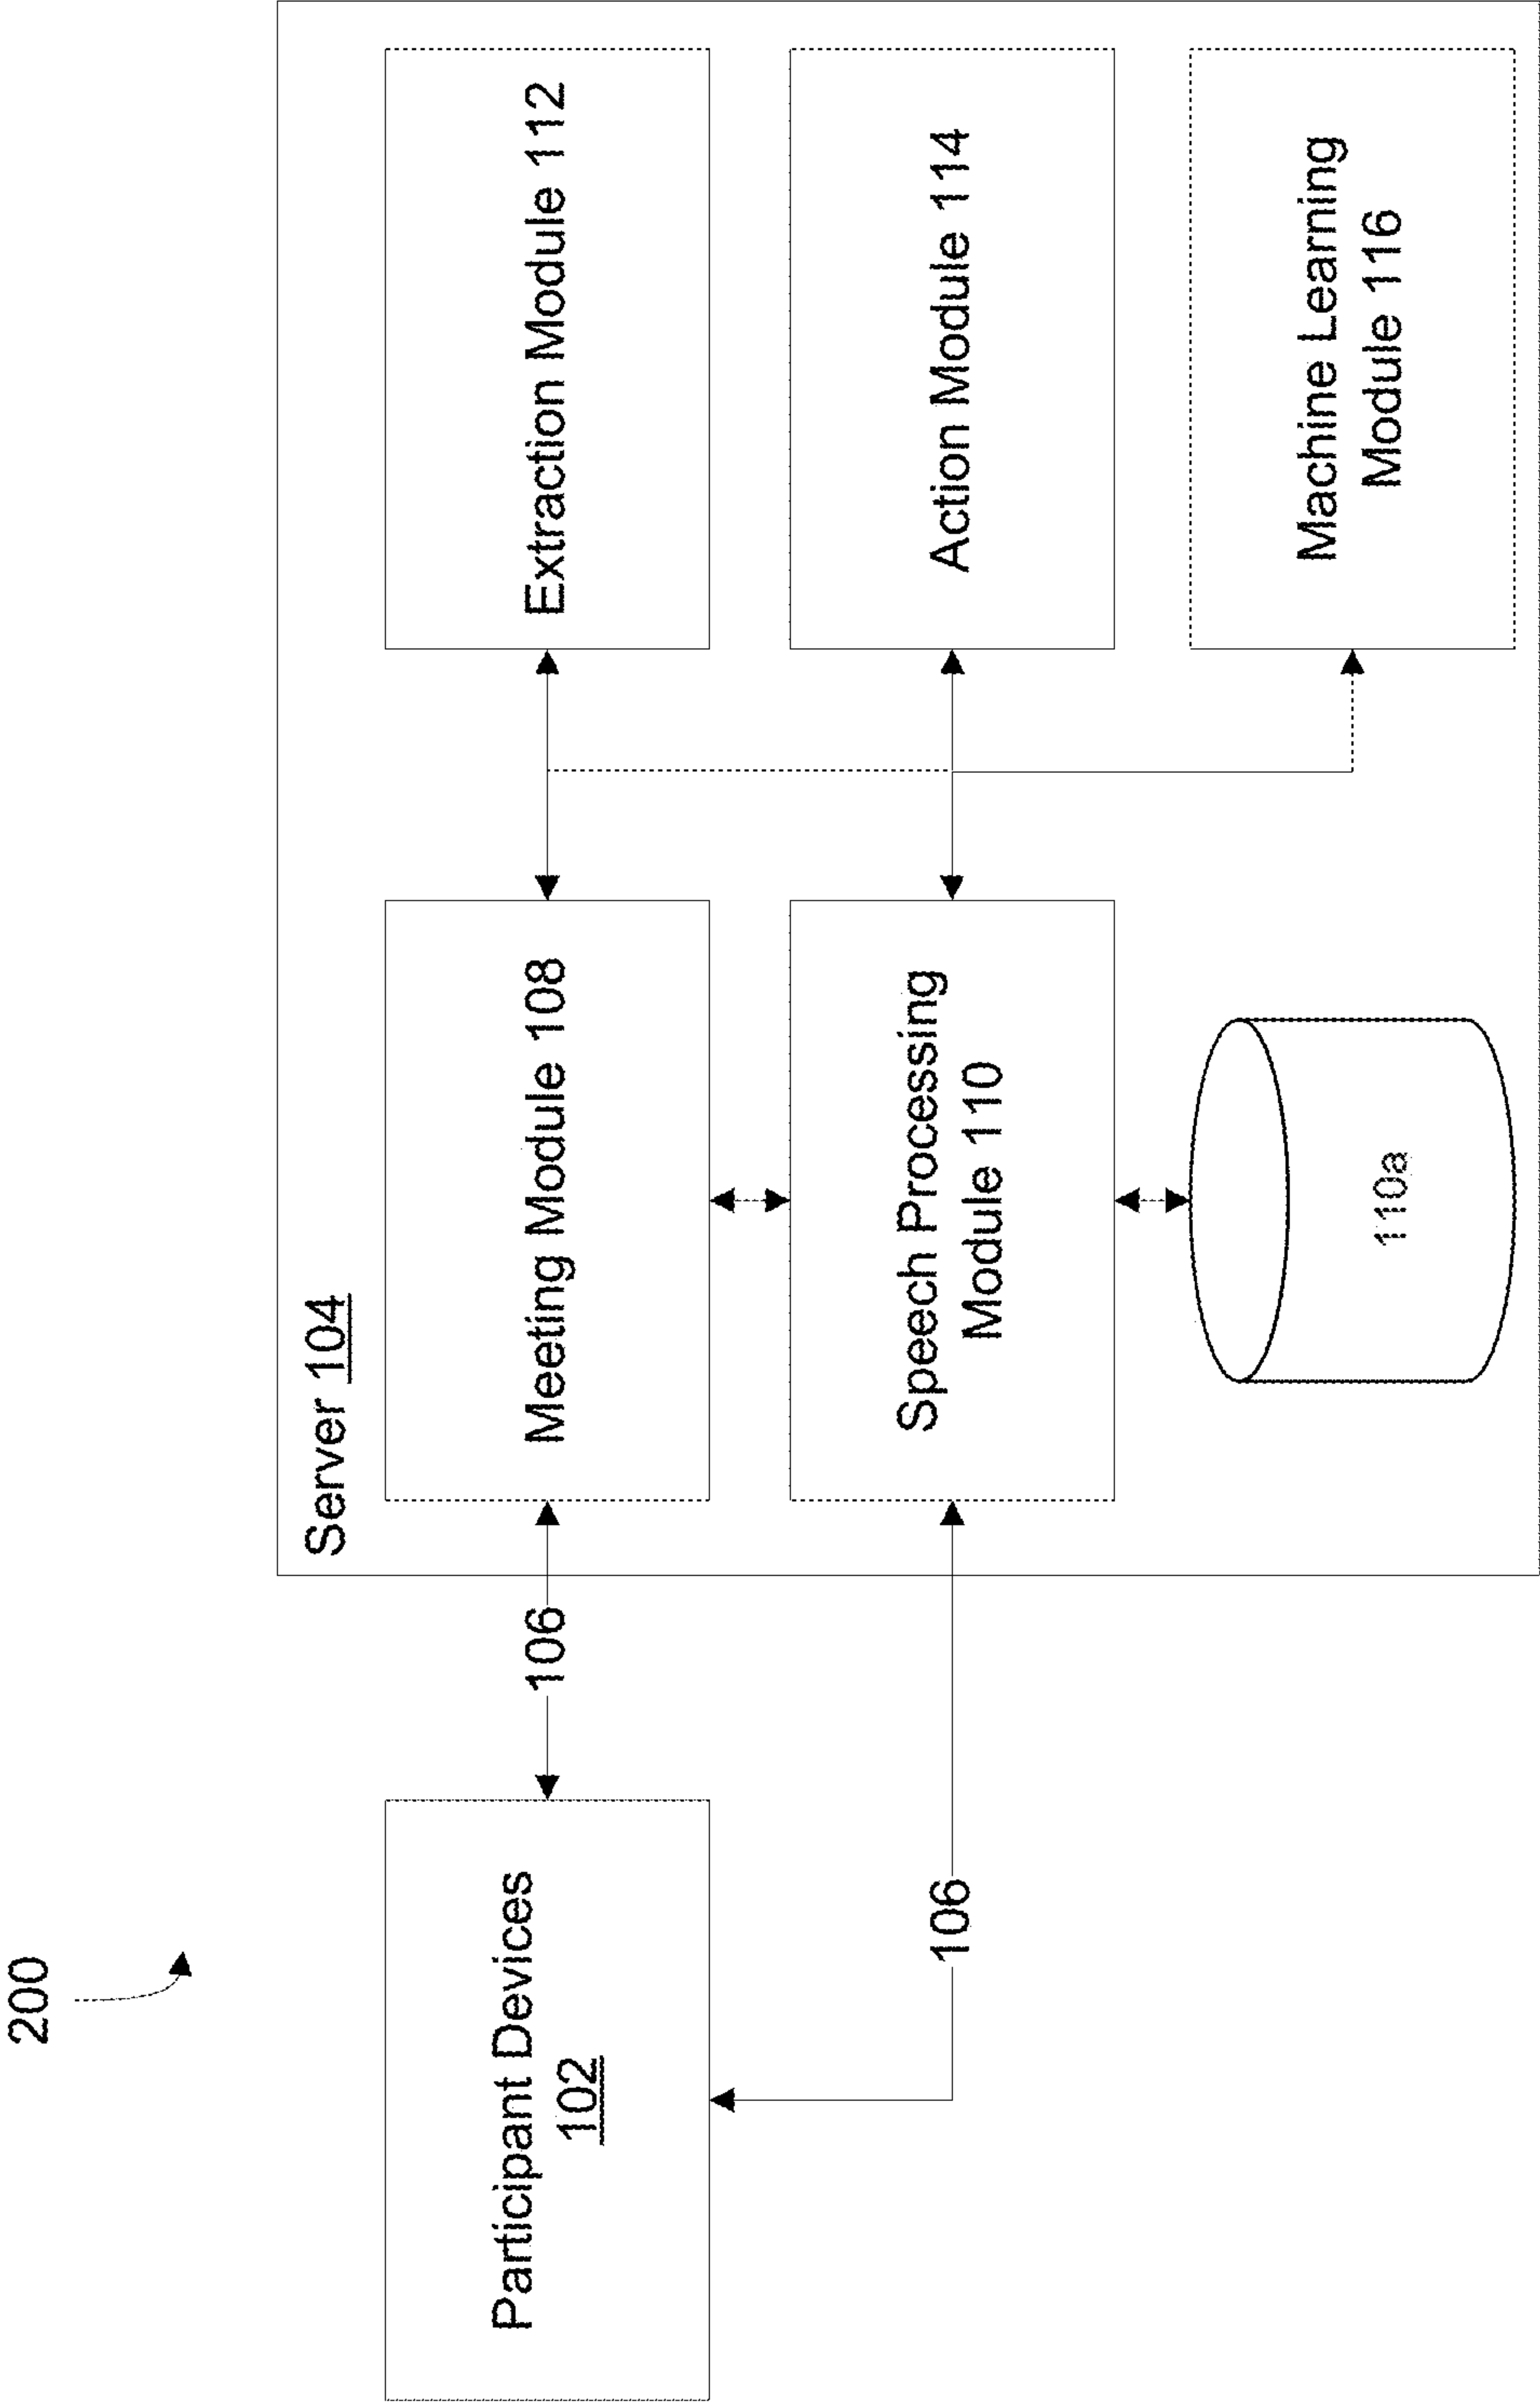 200
Participant Devices
102
106
106
Server 104
Meeting Module 108
Speech Processing
Module 110
110a
Extraction Module 112
Action Module 114
Machine Learning
Module 116